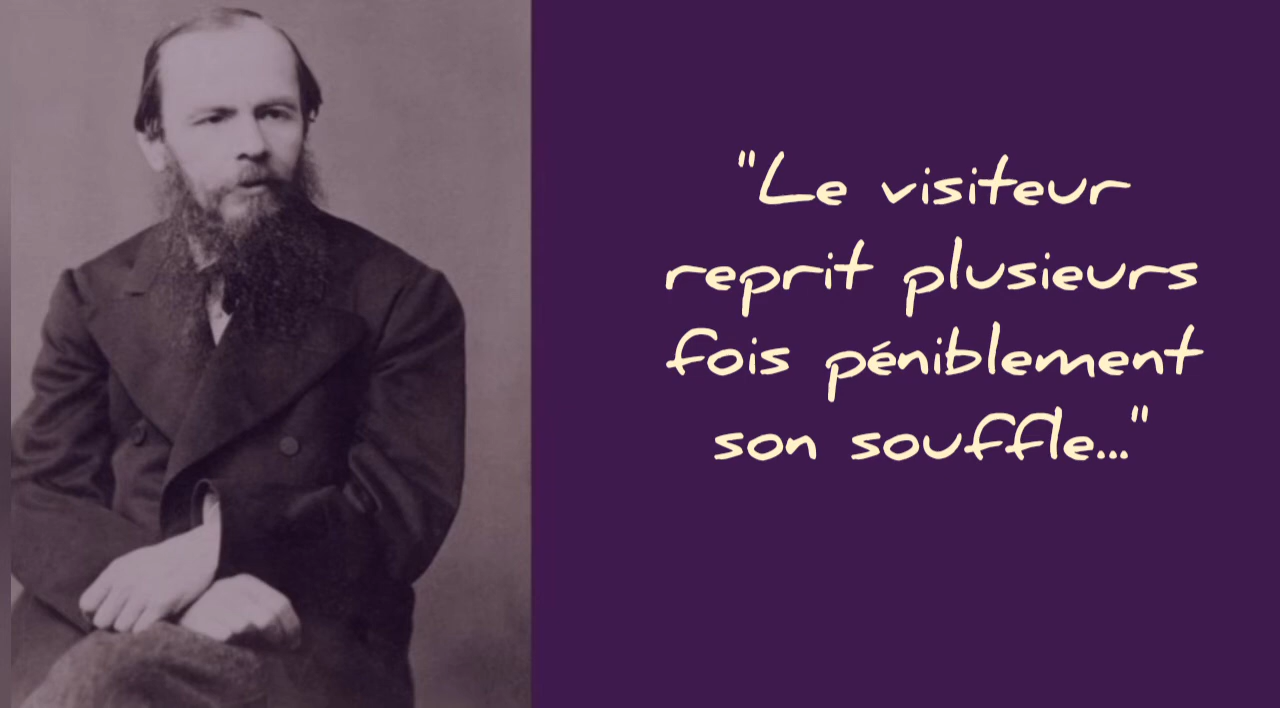 "Le visiteur
reprit plusieurs
fois péniblement
son souffle..."